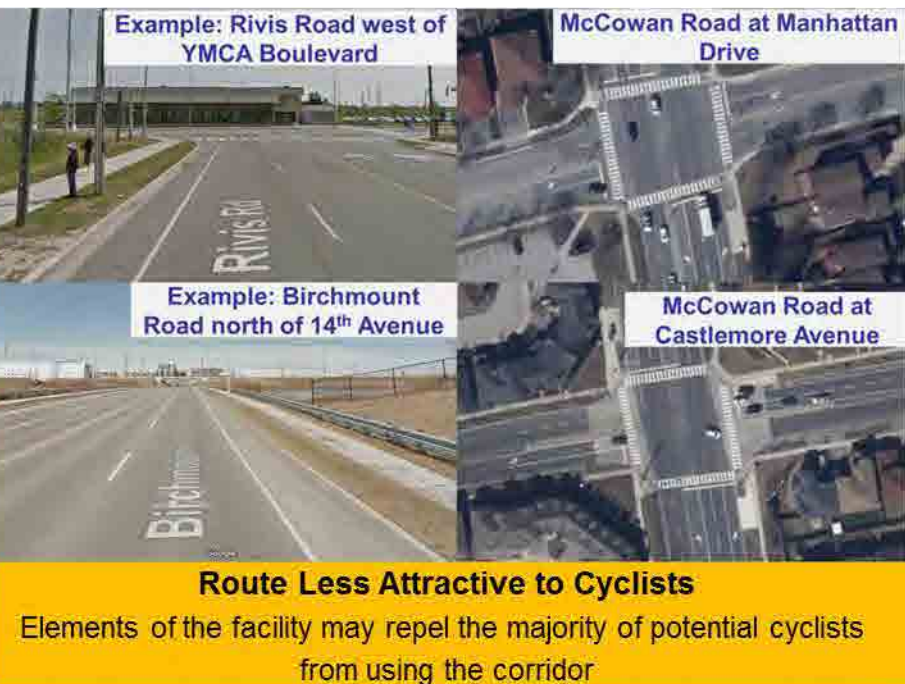 Example: Rivis Road west of
YMCA Boulevard
McCowan Road at Manhattan
Drive
Rivis Rd
Example: Birchmount
Road north of 14th Avenue
McCowan Road at
Castlemore Avenue
Route Less Attractive to Cyclists
Elements of the facility may repel the majority of potential cyclists
from using the corridor